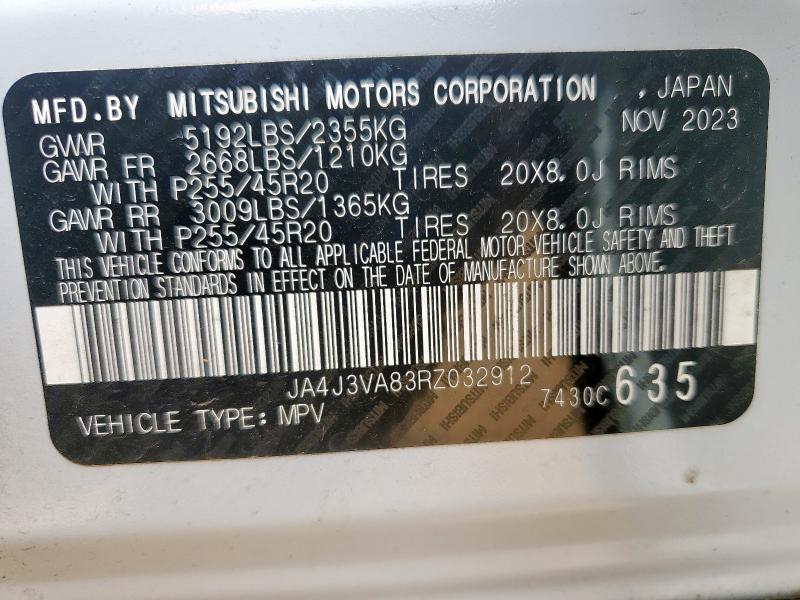 MFD.BY MITSUBISHI MOTORS CORPORATION , JAPAN
GVWR 5192LBS/2355KG NOV 2023
GAWR FR 2668LBS/1210KG
WITH P255/45R20 TIRES 20X8.0J RIMS
GAWR RR 3009LBS/1365KG
WITH P255/45R20 TIRES 20X8.0J RIMS
THIS VEHICLE CONFORMS TO ALL APPLICABLE FEDERAL MOTOR VEHICLE SAFETY AND THEFT
PREVENTION STANDARDS IN EFFECT ON THE DATE OF MANUFACTURE SHOWN ABOVE.
JA4J3VA83RZ032912
7430C 635
VEHICLE TYPE: MPV